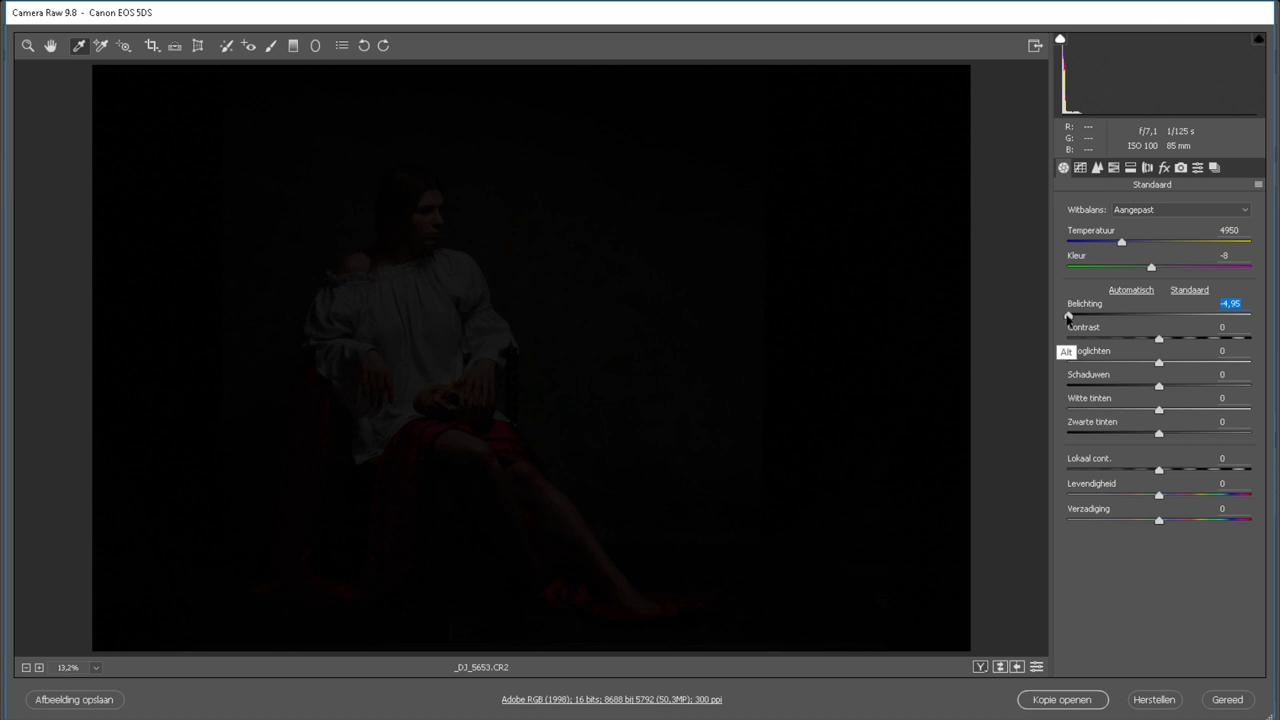 Camera Raw 9.8 - Canon EOS 5DS
R: ---
G: ---
B: ---
f/7,1 1/125 s
ISO 100 85 mm
Standaard
Witbalans: Aangepast
Temperatuur 4950
Kleur -8
Automatisch Standaard
Belichting -4,95
Contrast 0
Alt
oglichten 0
Schaduwen 0
Witte tinten 0
Zwarte tinten 0
Lokaal cont. 0
Levendigheid 0
Verzadiging 0
13,2%
_DJ_5653.CR2
Y
Afbeelding opslaan
Adobe RGB (1998); 16 bits; 8688 bij 5792 (50.3MP); 300 ppi
Kopie openen
Herstellen
Gereed